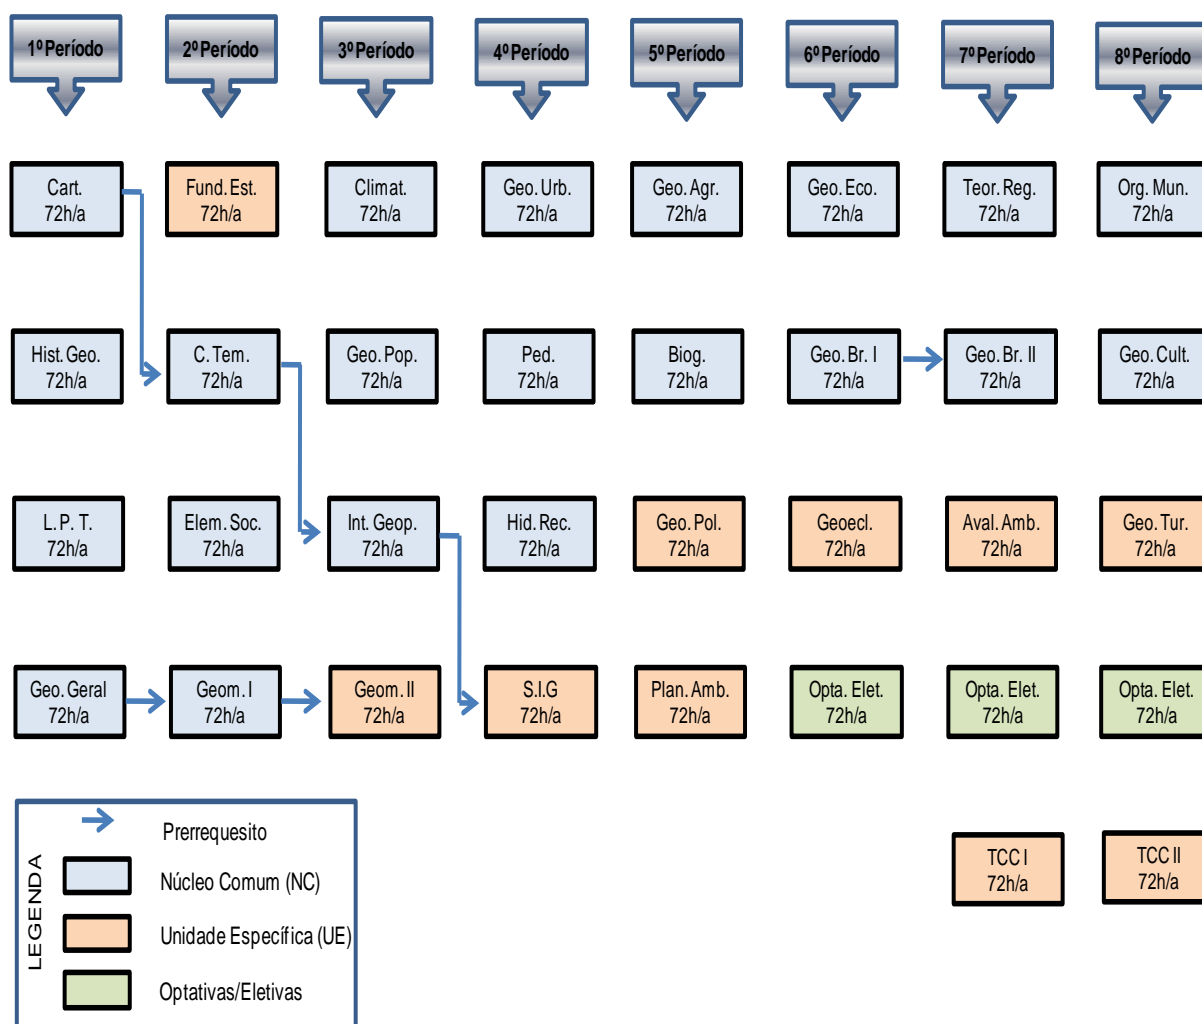 1º Período
2º Período
3º Período
4º Período
5º Período
6º Período
7º Período
8º Período
Cart.
72h/a
Fund. Est.
72h/a
Climat.
72h/a
Geo. Urb.
72h/a
Geo. Agr.
72h/a
Geo. Eco.
72h/a
Teor. Reg.
72h/a
Org. Mun.
72h/a
Hist. Geo.
72h/a
C. Tem.
72h/a
Geo. Pop.
72h/a
Ped.
72h/a
Biog.
72h/a
Geo. Br. I
72h/a
Geo. Br. II
72h/a
Geo. Cult.
72h/a
L. P. T.
72h/a
Elem. Soc.
72h/a
Int. Geop.
72h/a
Hid. Rec.
72h/a
Geo. Pol.
72h/a
Geoecl.
72h/a
Aval. Amb.
72h/a
Geo. Tur.
72h/a
Geo. Geral
72h/a
Geom. I
72h/a
Geom. II
72h/a
S.I.G
72h/a
Plan. Amb.
72h/a
Opta. Elet.
72h/a
Opta. Elet.
72h/a
Opta. Elet.
72h/a
TCC I
72h/a
TCC II
72h/a
LEGENDA
Prerrequesito
Núcleo Comum (NC)
Unidade Específica (UE)
Optativas/Eletivas